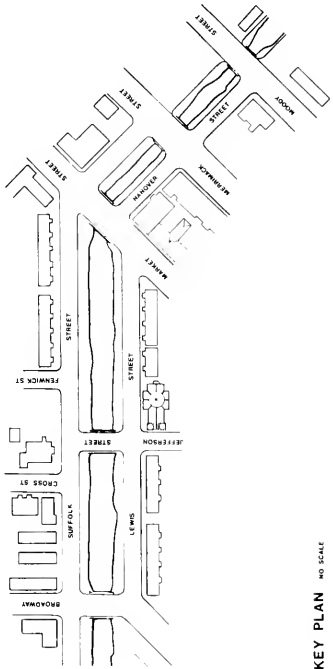 STREET
MOODY
STREET
STREET
MERRIMACK
HANOVER
STREET
MARKET
STREET
STREET
FENWICK ST
STREET
JEFFERSON
CROSS ST
SUFFOLK
LEWIS
BROADWAY
KEY PLAN NO SCALE